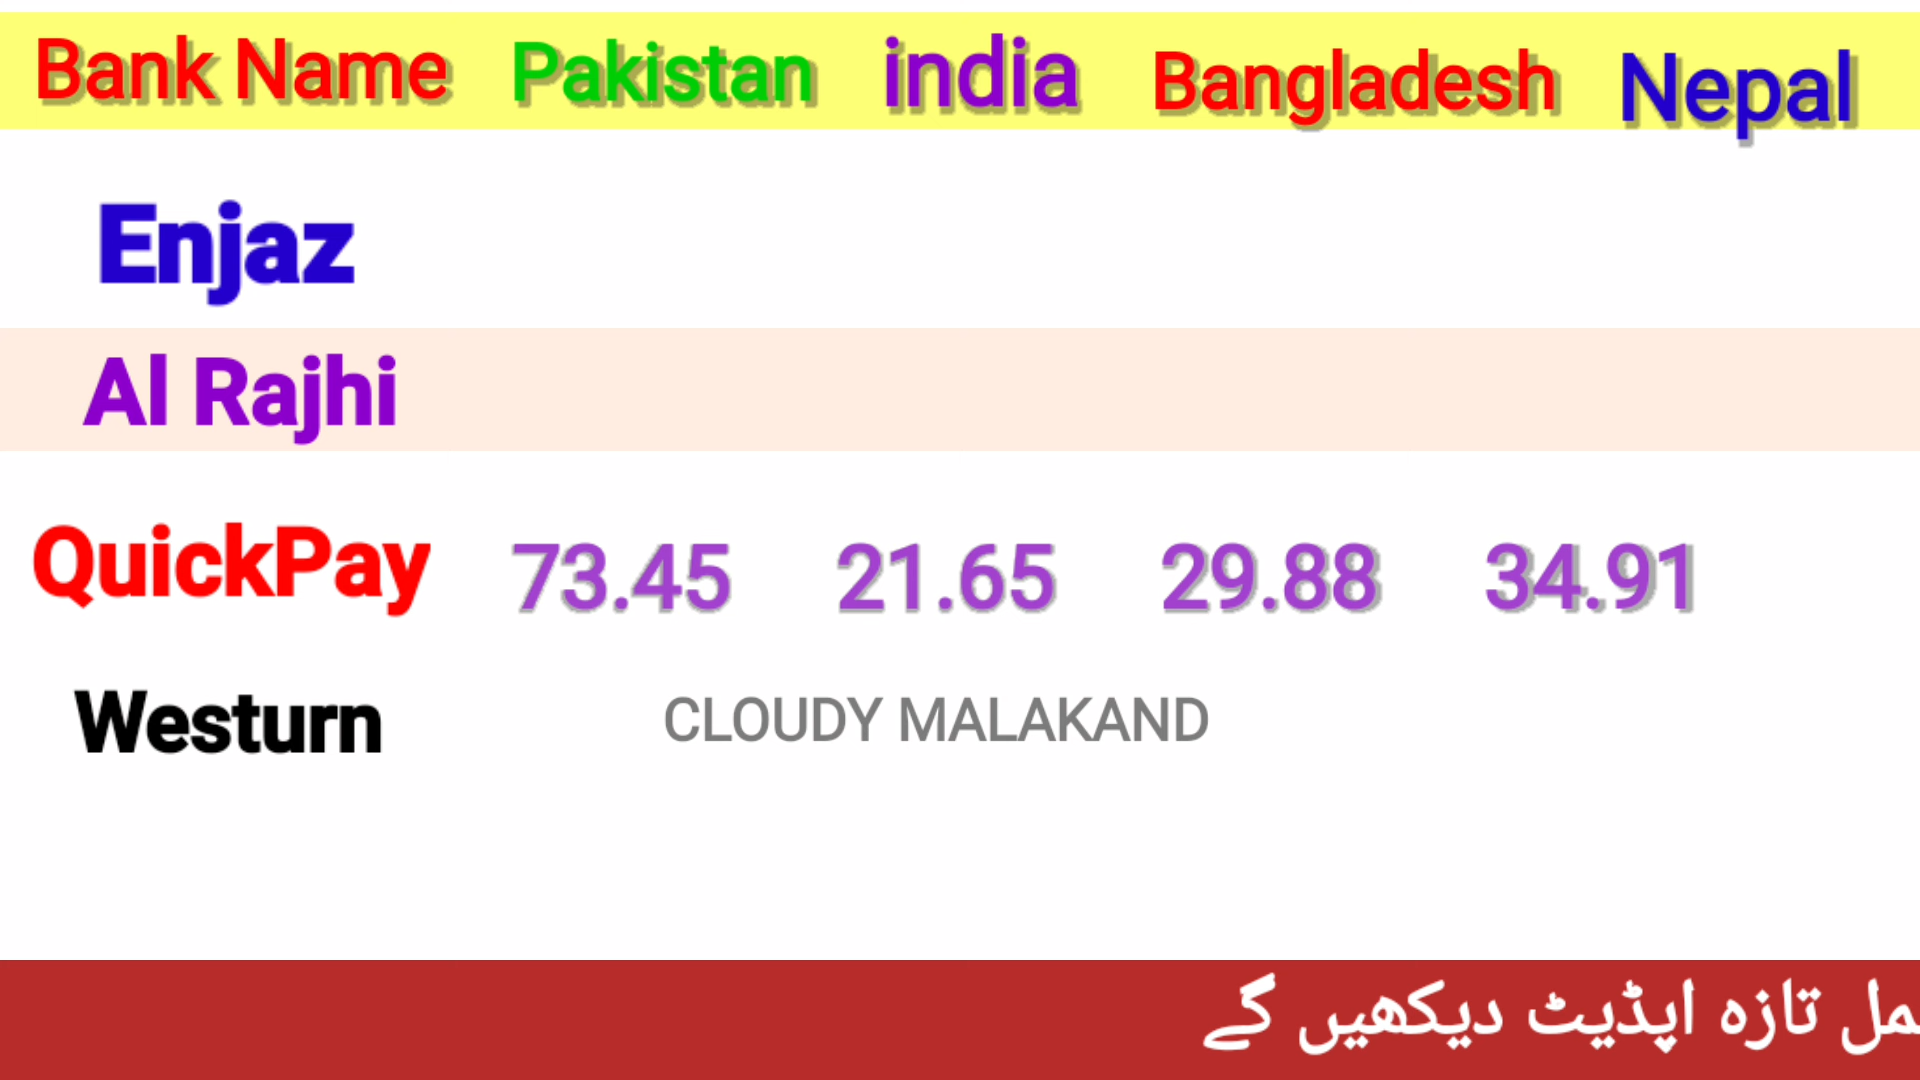 Bank Name Pakistan india Bangladesh Nepal
Enjaz
Al Rajhi
QuickPay 73.45 21.65 29.88 34.91
Westurn CLOUDY MALAKAND
تازہ اپڈیٹ دیکھیں گے